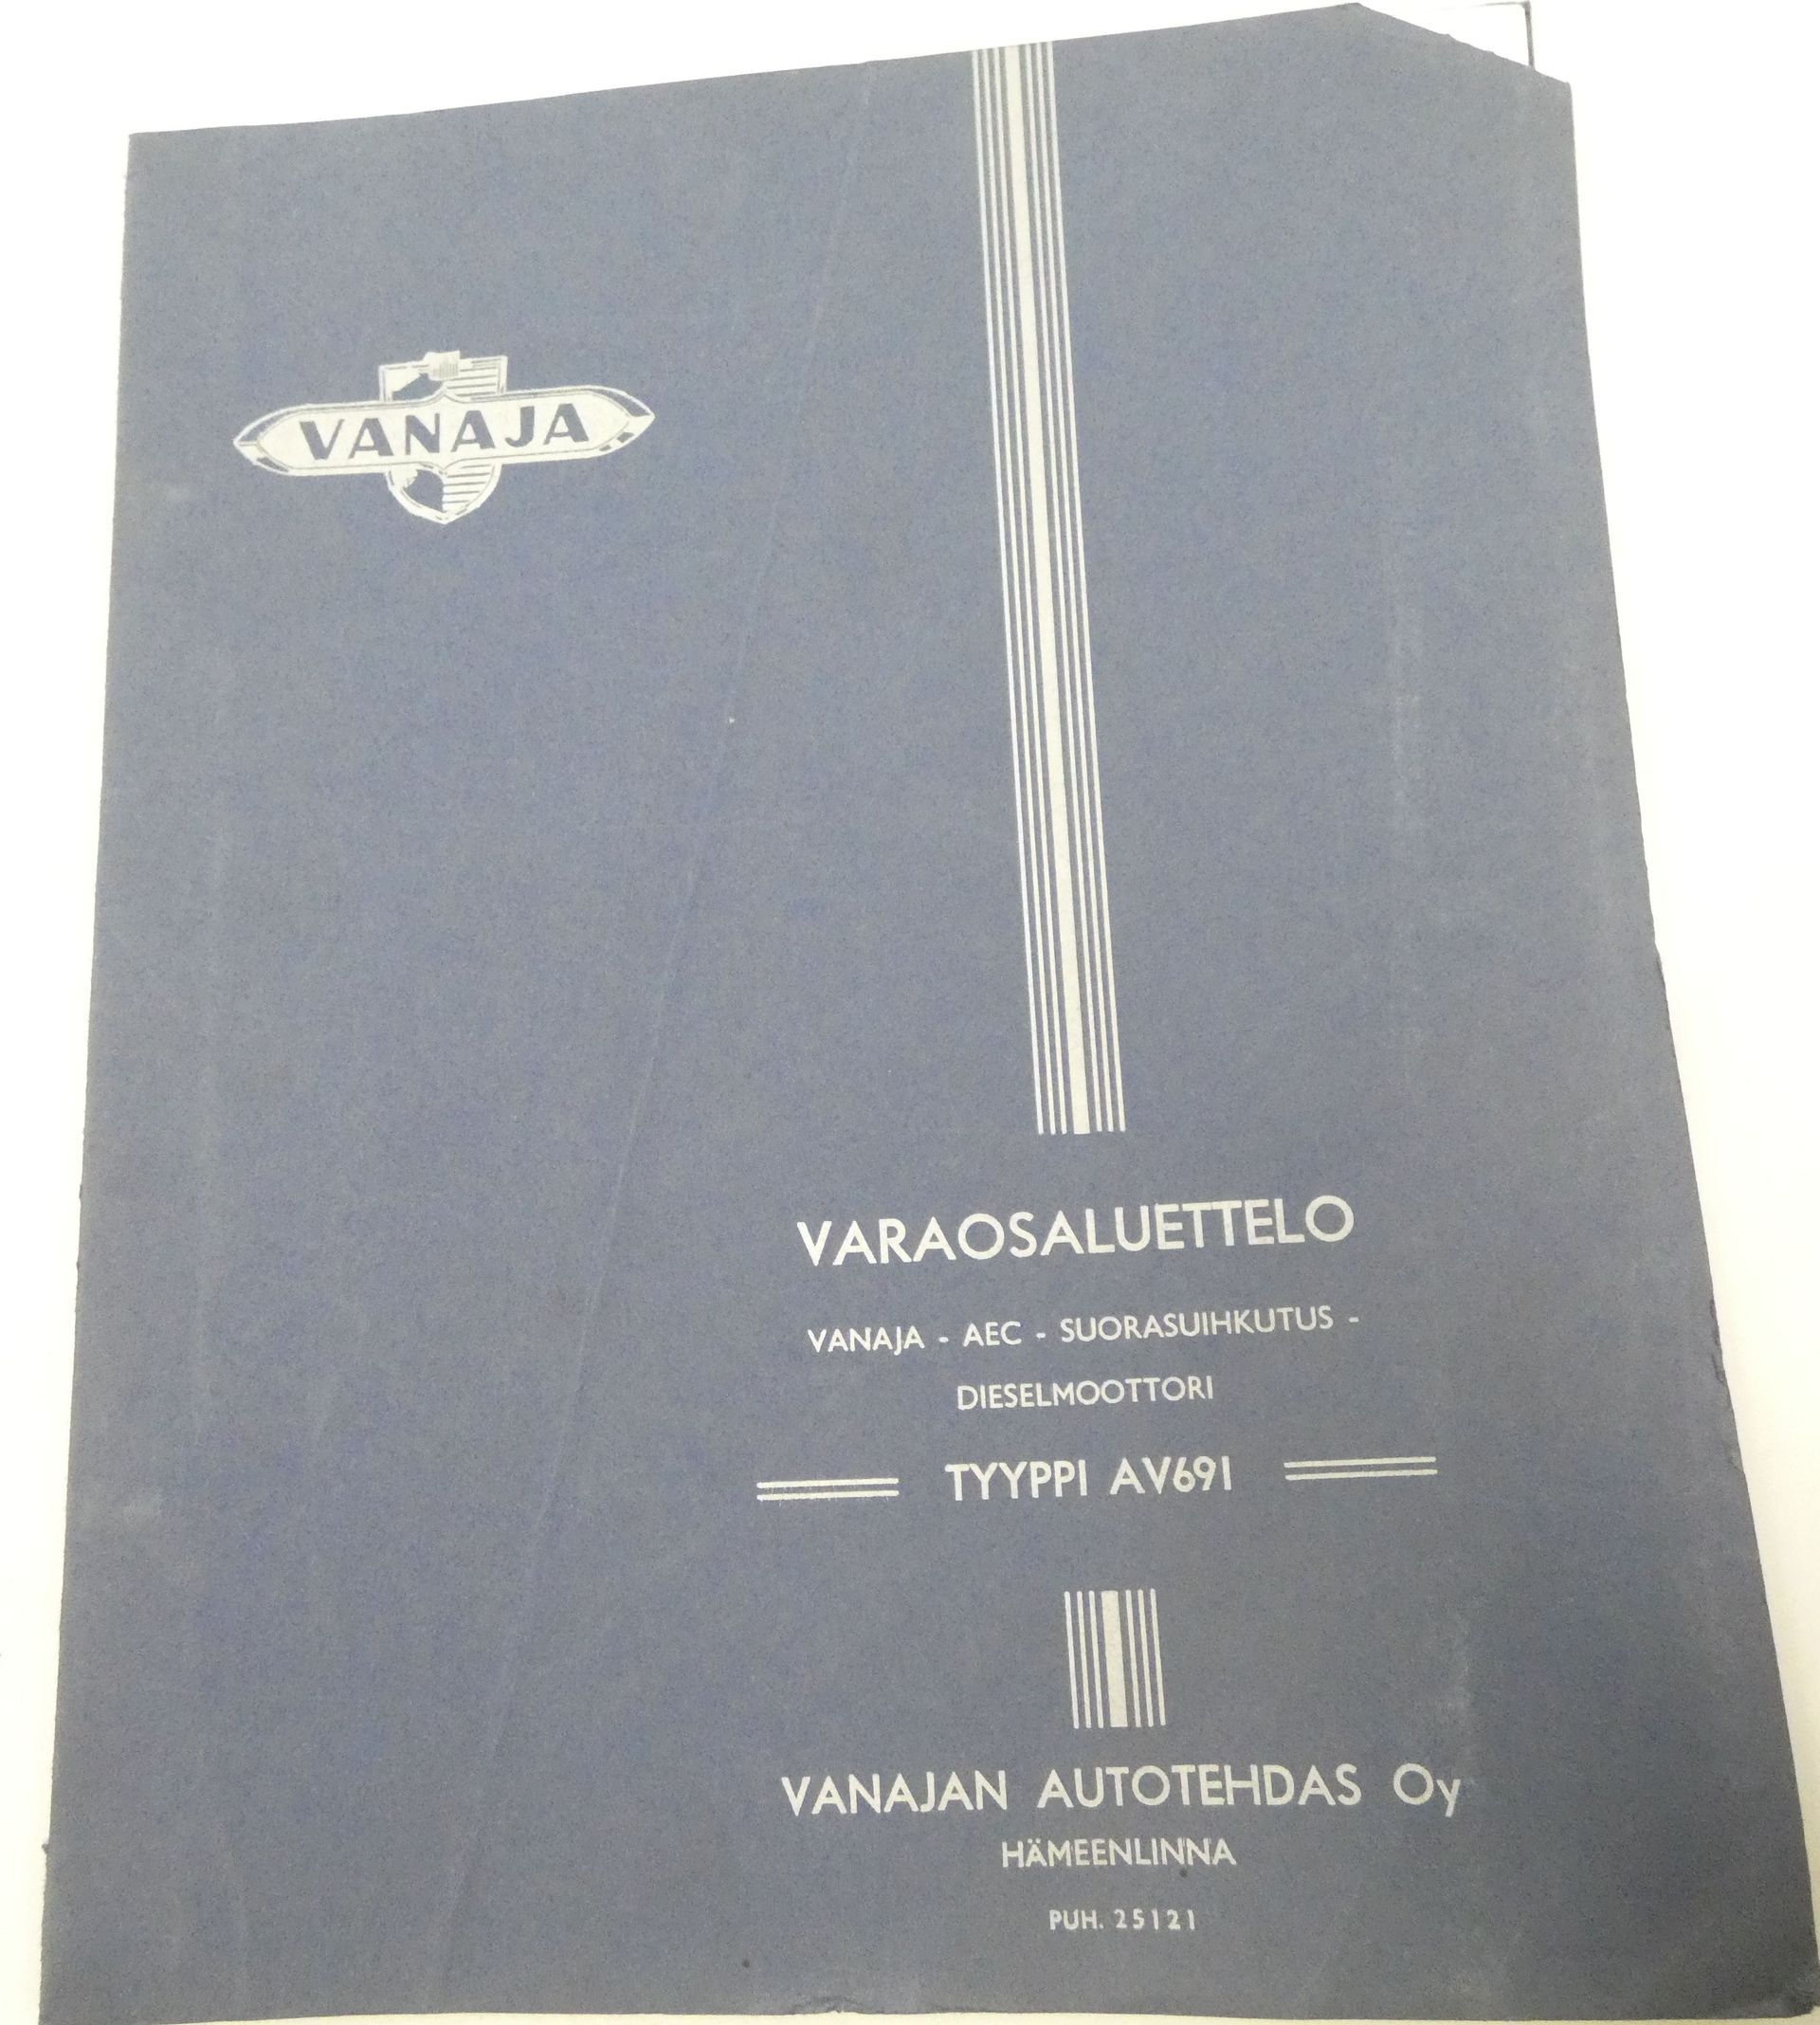 VANAJA
VARAOSALUETTELO
VANAJA - AEC - SUORASUIHKUTUS -
DIESELMOOTTORI
TYYPPI AV691
VANAJAN AUTOTEHDAS Oy
HÄMEENLINNA
PUH. 25121